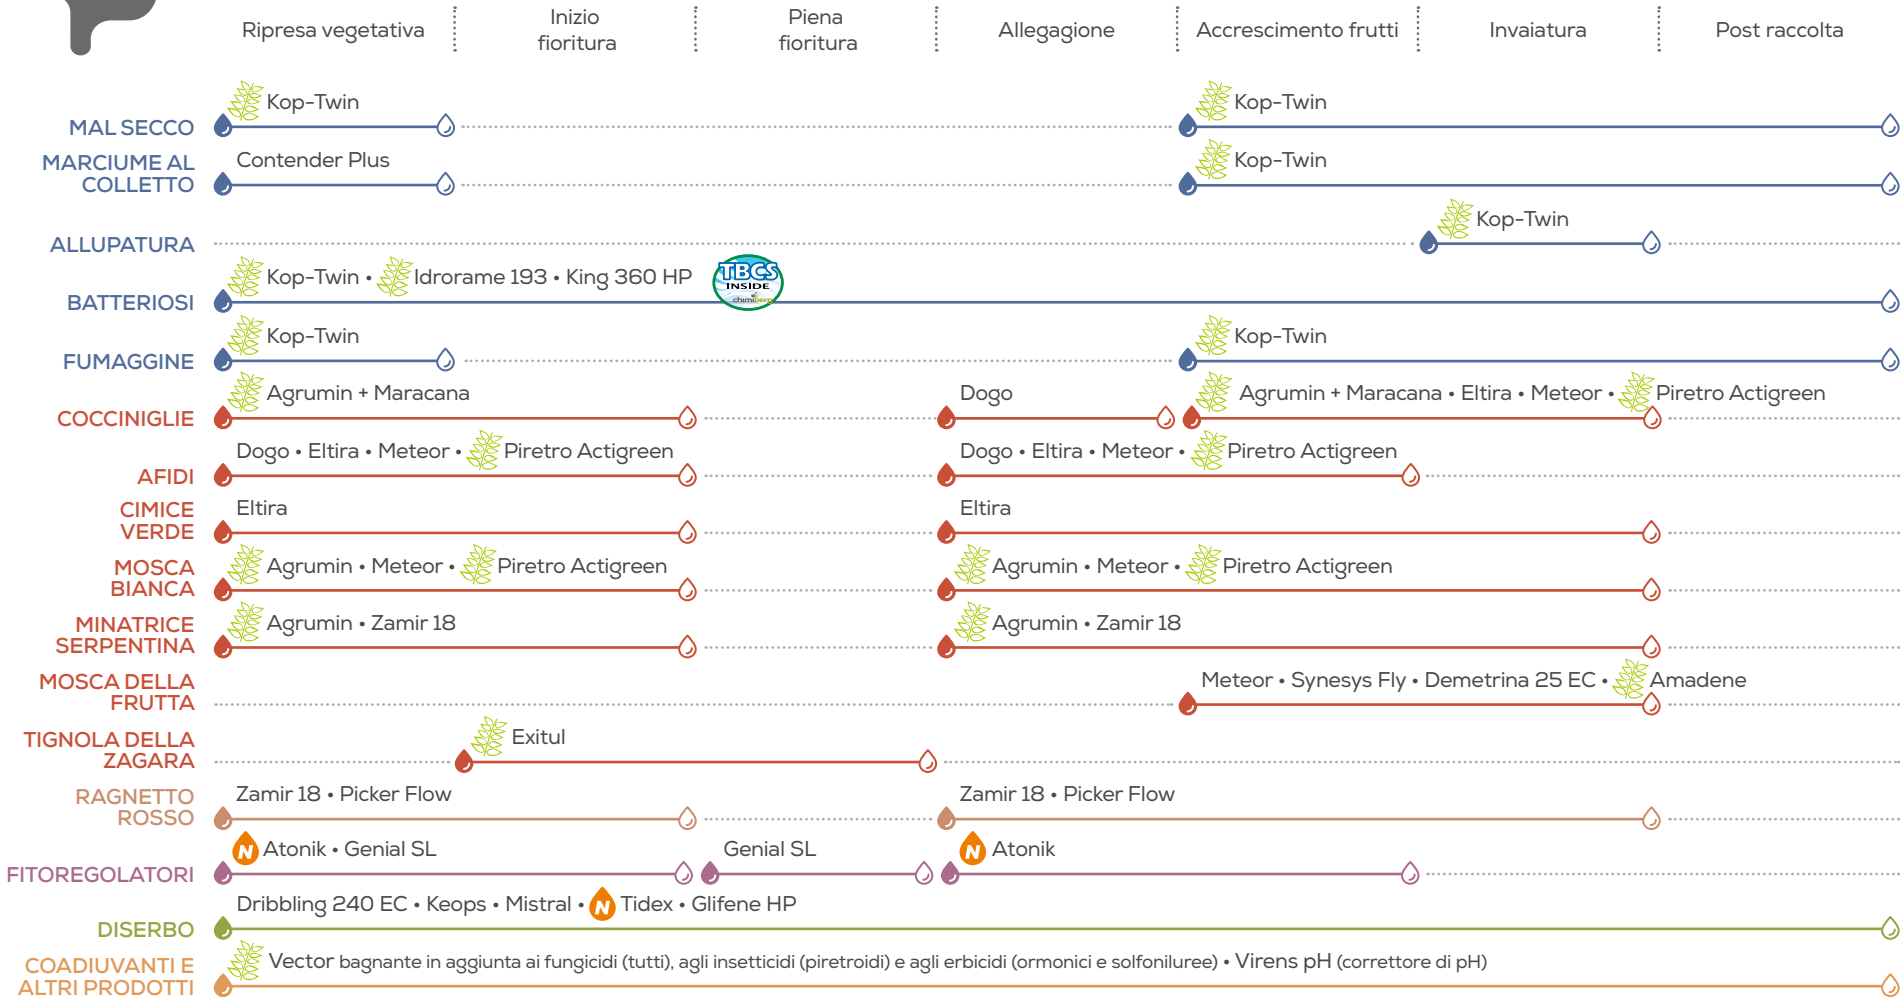 Ripresa vegetativa
Inizio
fioritura
Piena
fioritura
Allegagione
Accrescimento frutti
Invaiatura
Post raccolta
MAL SECCO
Kop-Twin
Kop-Twin
MARCIUME AL
COLLETTO
Contender Plus
Kop-Twin
ALLUPATURA
Kop-Twin
BATTERIOSI
Kop-Twin • Idrorame 193 • King 360 HP
TBCS
INSIDE
chimiberg
FUMAGGINE
Kop-Twin
Kop-Twin
COCCINIGLIE
Agrumin + Maracana
Dogo
Agrumin + Maracana • Eltira • Meteor • Piretro Actigreen
AFIDI
Dogo • Eltira • Meteor • Piretro Actigreen
Dogo • Eltira • Meteor • Piretro Actigreen
CIMICE
VERDE
Eltira
Eltira
MOSCA
BIANCA
Agrumin • Meteor • Piretro Actigreen
Agrumin • Meteor • Piretro Actigreen
MINATRICE
SERPENTINA
Agrumin • Zamir 18
Agrumin • Zamir 18
MOSCA DELLA
FRUTTA
Meteor • Synesys Fly • Demetrina 25 EC • Amadene
TIGNOLA DELLA
ZAGARA
Exitul
RAGNETTO
ROSSO
Zamir 18 • Picker Flow
Zamir 18 • Picker Flow
FITOREGOLATORI
N Atonik • Genial SL
Genial SL
N Atonik
DISERBO
Dribbling 240 EC • Keops • Mistral • N Tidex • Glifene HP
COADIUVANTI E
ALTRI PRODOTTI
Vector bagnante in aggiunta ai fungicidi (tutti), agli insetticidi (piretroidi) e agli erbicidi (ormonici e solfoniluree) • Virens pH (correttore di pH)